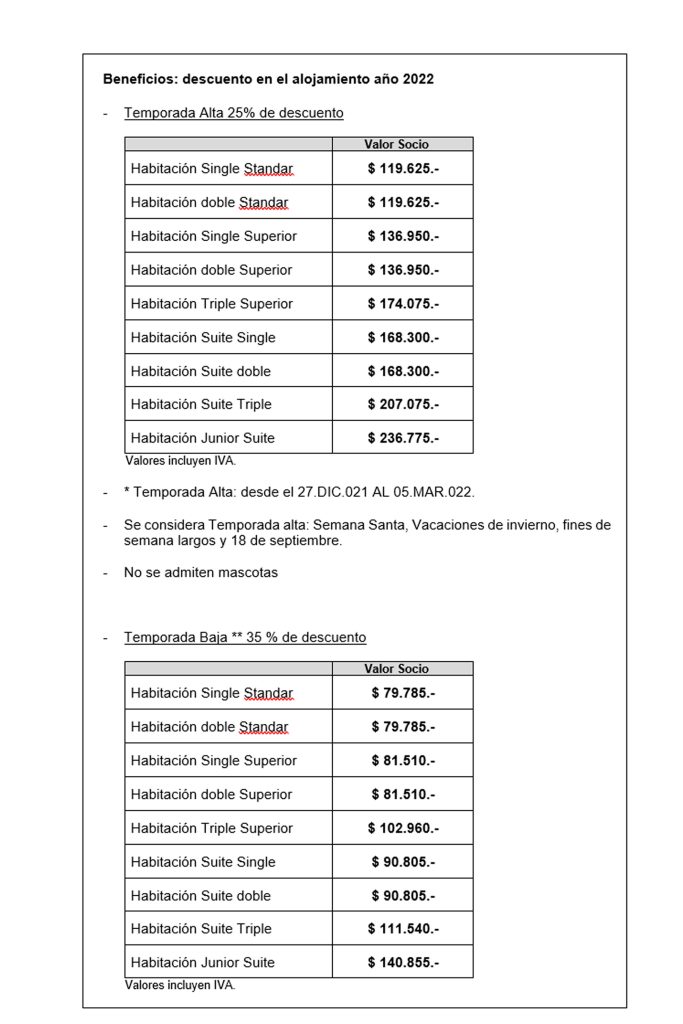 Beneficios: descuento en el alojamiento año 2022
- Temporada Alta 25% de descuento
Valor Socio
Habitación Single Standar $ 119.625.-
Habitación doble Standar $ 119.625.-
Habitación Single Superior $ 136.950.-
Habitación doble Superior $ 136.950.-
Habitación Triple Superior $ 174.075.-
Habitación Suite Single $ 168.300.-
Habitación Suite doble $ 168.300.-
Habitación Suite Triple $ 207.075.-
Habitación Junior Suite $ 236.775.-
Valores incluyen IVA.
- * Temporada Alta: desde el 27.DIC.021 AL 05.MAR.022.
- Se considera Temporada alta: Semana Santa, Vacaciones de invierno, fines de
semana largos y 18 de septiembre.
- No se admiten mascotas
- Temporada Baja ** 35 % de descuento
Valor Socio
Habitación Single Standar $ 79.785.-
Habitación doble Standar $ 79.785.-
Habitación Single Superior $ 81.510.-
Habitación doble Superior $ 81.510.-
Habitación Triple Superior $ 102.960.-
Habitación Suite Single $ 90.805.-
Habitación Suite doble $ 90.805.-
Habitación Suite Triple $ 111.540.-
Habitación Junior Suite $ 140.855.-
Valores incluyen IVA.